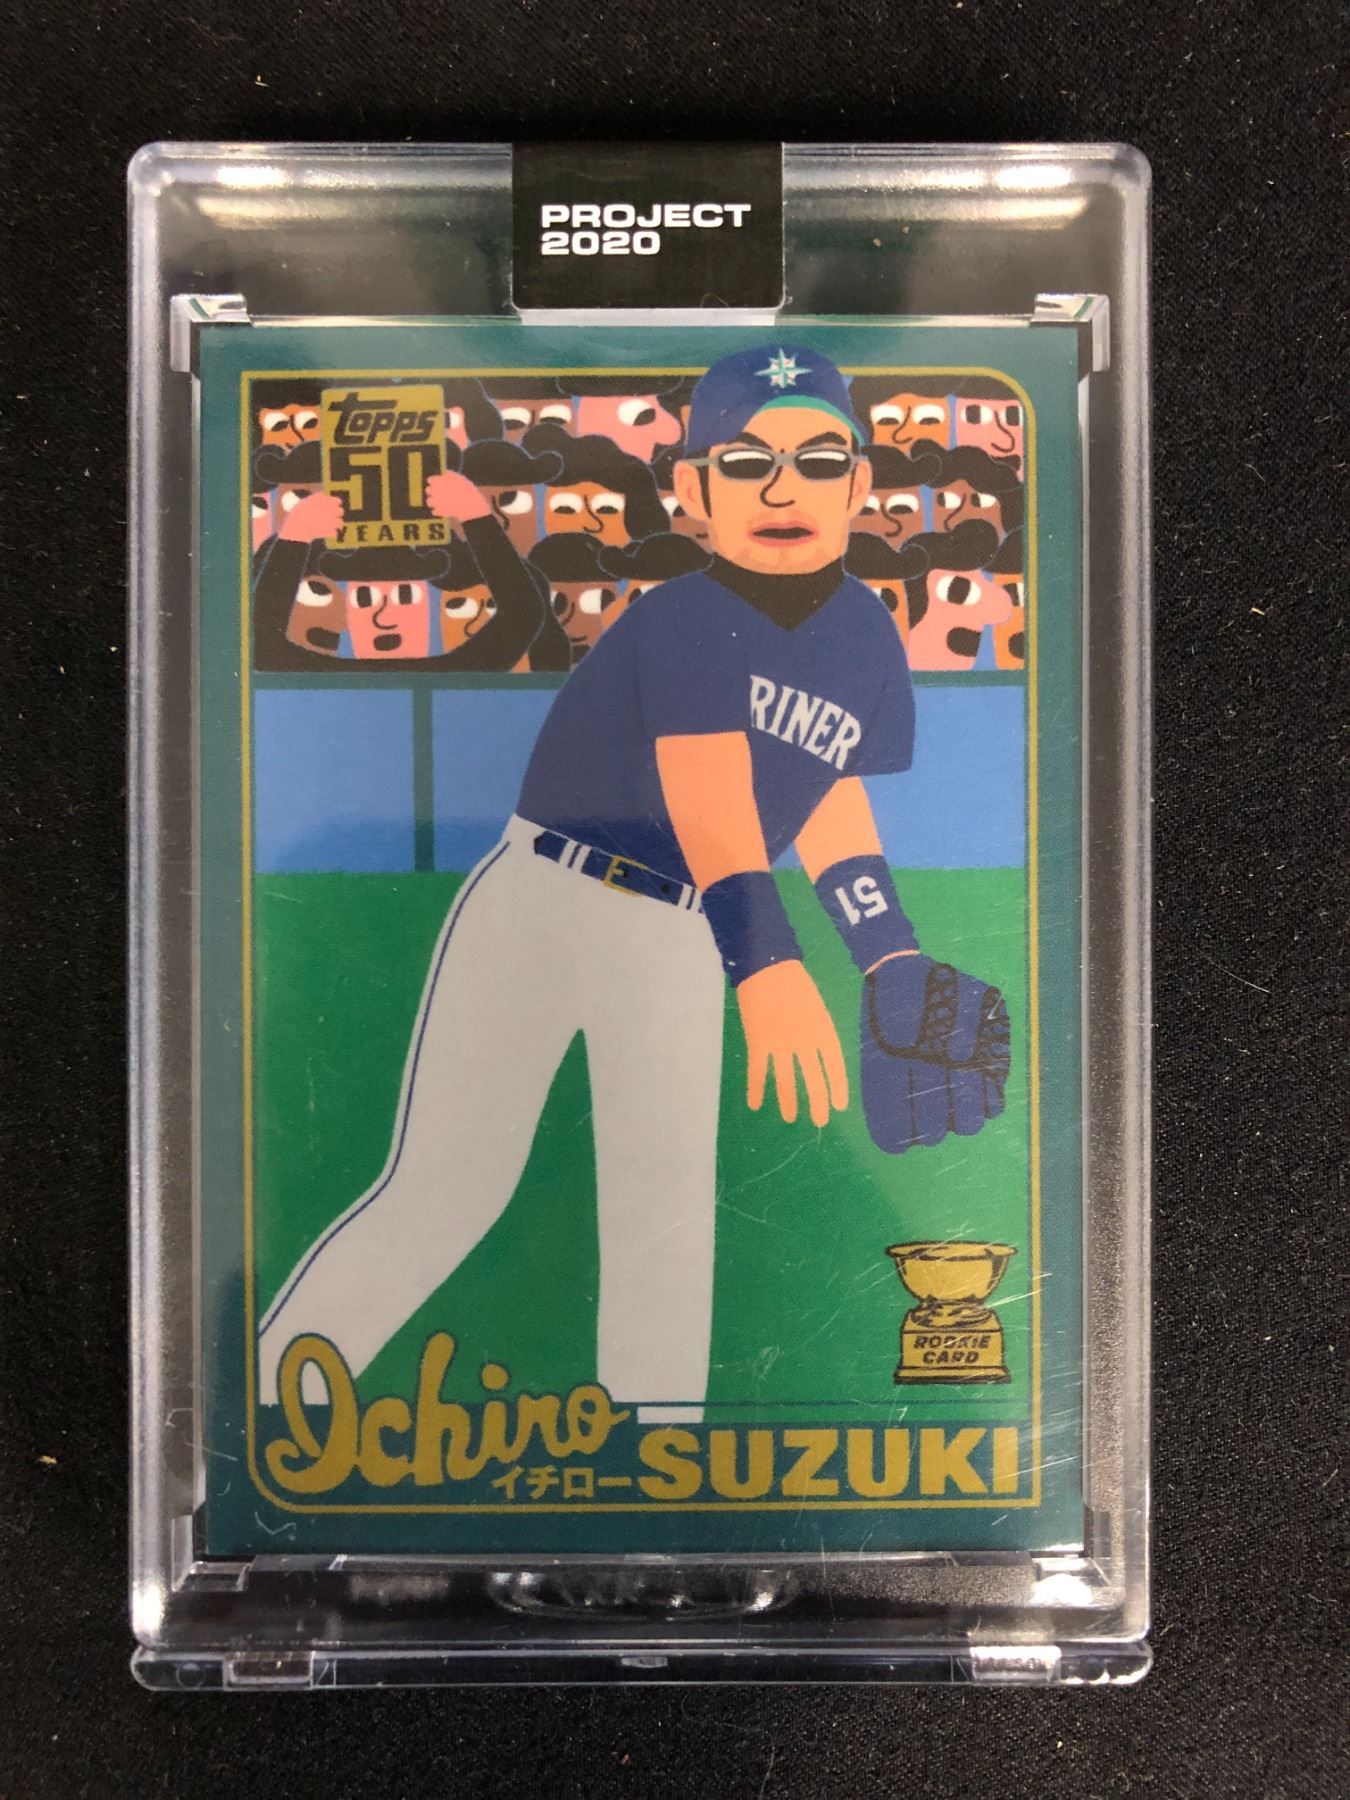 PROJECT
2020
topps
50
YEARS
RINER
51
ROOKIE
CARD
Ichiro
イチロー
SUZUKI